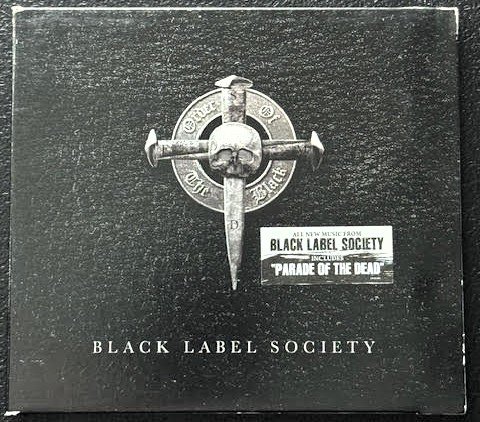 Order Of
The Black
S
D
D
ALL NEW MUSIC FROM
BLACK LABEL SOCIETY
INCLUDES
"PARADE OF THE DEAD"
BLACK LABEL SOCIETY